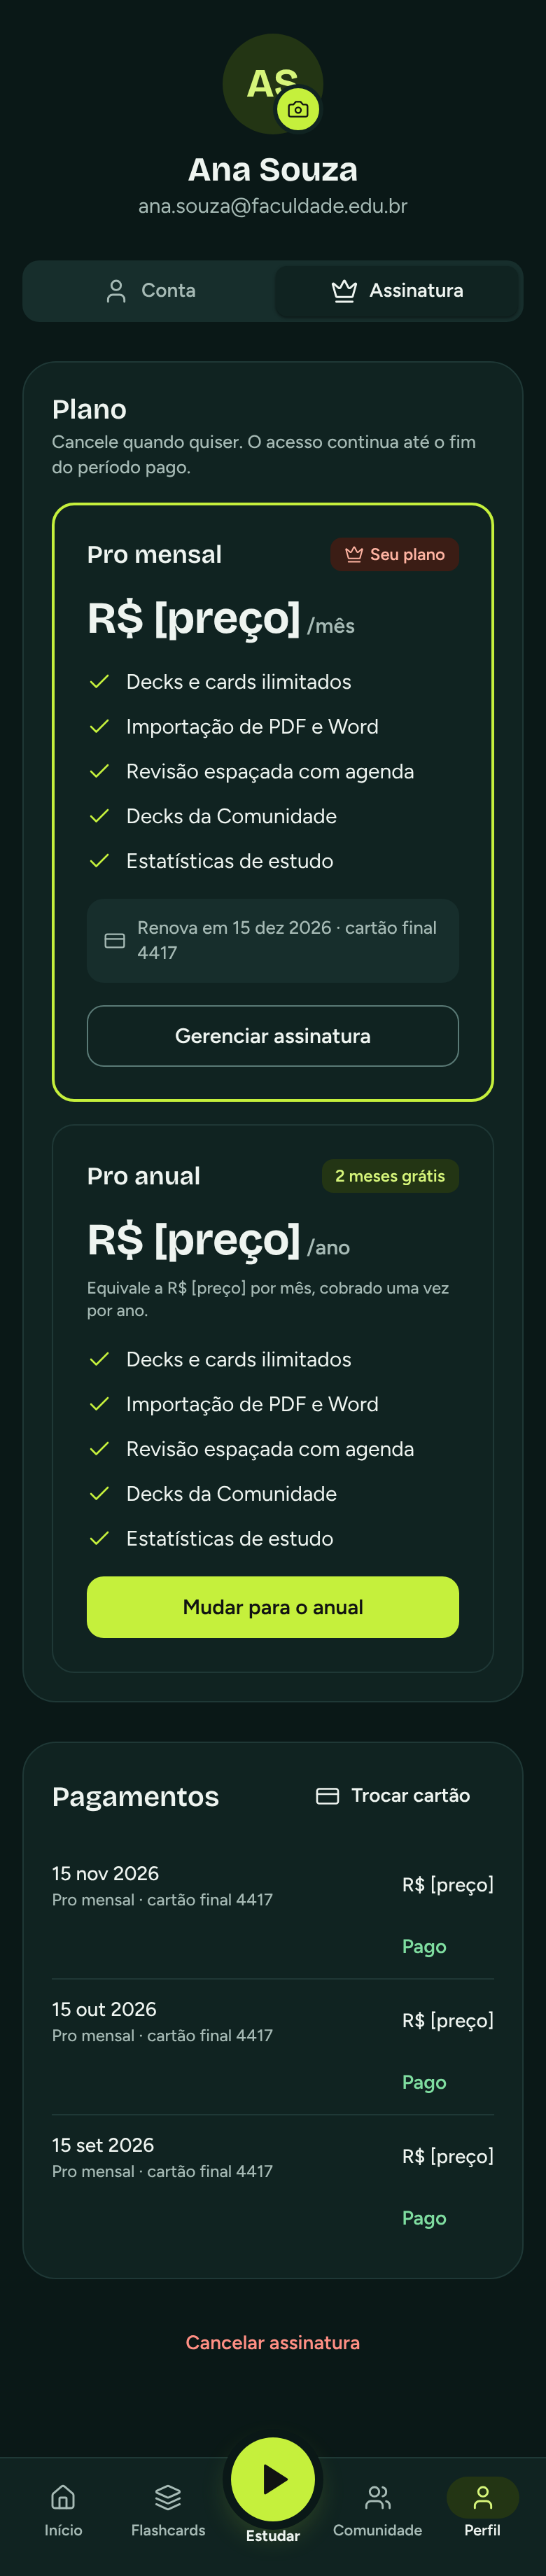 AS
Ana Souza
ana.souza@faculdade.edu.br
Conta
Assinatura
Plano
Cancele quando quiser. O acesso continua até o fim
do período pago.
Pro mensal
Seu plano
R$ [preço] /mês
Decks e cards ilimitados
Importação de PDF e Word
Revisão espaçada com agenda
Decks da Comunidade
Estatísticas de estudo
Renova em 15 dez 2026 · cartão final
4417
Gerenciar assinatura
Pro anual
2 meses grátis
R$ [preço] /ano
Equivale a R$ [preço] por mês, cobrado uma vez
por ano.
Decks e cards ilimitados
Importação de PDF e Word
Revisão espaçada com agenda
Decks da Comunidade
Estatísticas de estudo
Mudar para o anual
Pagamentos
Trocar cartão
15 nov 2026
Pro mensal · cartão final 4417
R$ [preço]
Pago
15 out 2026
Pro mensal · cartão final 4417
R$ [preço]
Pago
15 set 2026
Pro mensal · cartão final 4417
R$ [preço]
Pago
Cancelar assinatura
Início
Flashcards
Estudar
Comunidade
Perfil